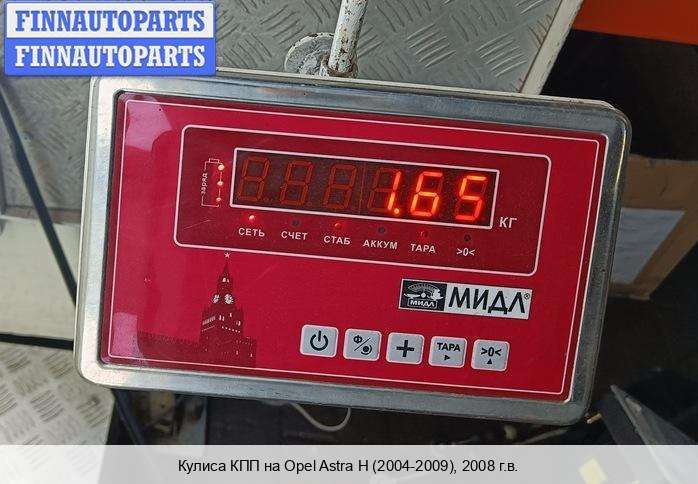 FINNAUTOPARTS
FINNAUTOPARTS
заряд
1.65
КГ
СЕТЬ СЧЕТ СТАБ АККУМ ТАРА >0<
МИДЛ
МИДЛ®
Ф/ + ТАРА >0<
Кулиса КПП на Opel Astra H (2004-2009), 2008 г.в.